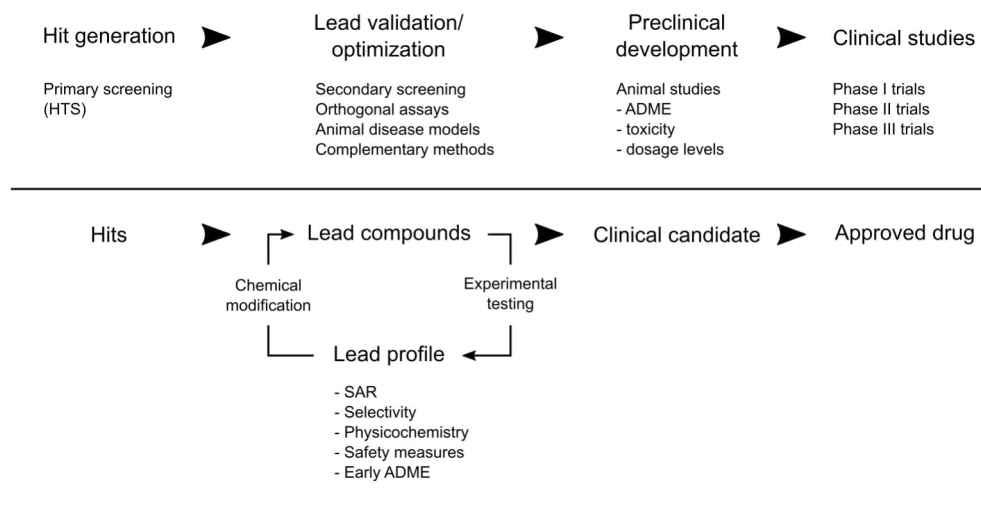 Hit generation
Primary screening
(HTS)
Lead validation/
optimization
Secondary screening
Orthogonal assays
Animal disease models
Complementary methods
Preclinical
development
Animal studies
- ADME
- toxicity
- dosage levels
Clinical studies
Phase I trials
Phase II trials
Phase III trials
Hits
Lead compounds
Chemical
modification
Experimental
testing
Lead profile
- SAR
- Selectivity
- Physicochemistry
- Safety measures
- Early ADME
Clinical candidate
Approved drug